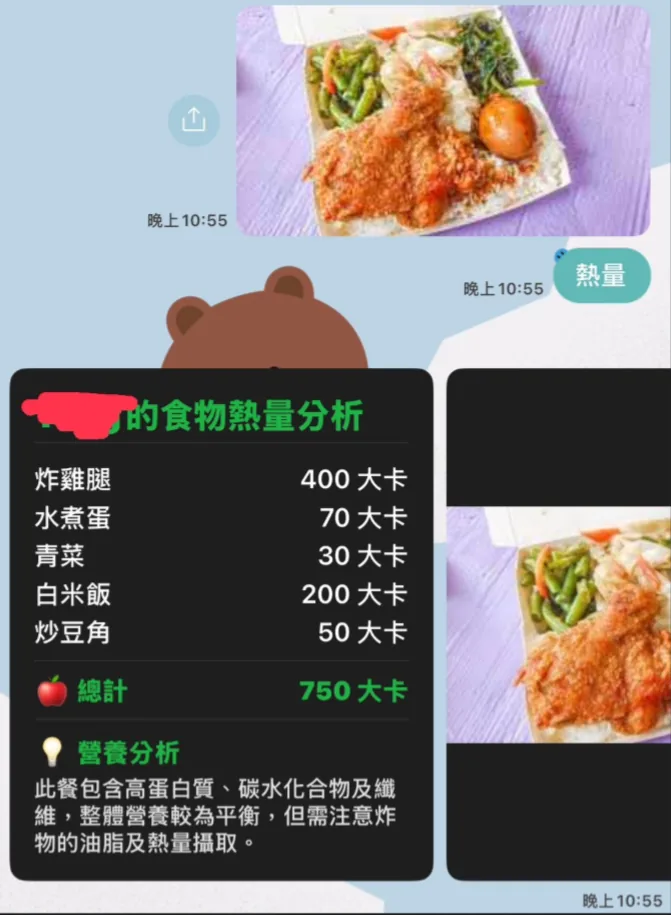 晚上10:55
晚上10:55
熱量
的食物熱量分析
炸雞腿 400 大卡
水煮蛋 70 大卡
青菜 30 大卡
白米飯 200 大卡
炒豆角 50 大卡
總計 750 大卡
營養分析
此餐包含高蛋白質、碳水化合物及纖
維，整體營養較為平衡，但需注意炸
物的油脂及熱量攝取。
晚上10:55